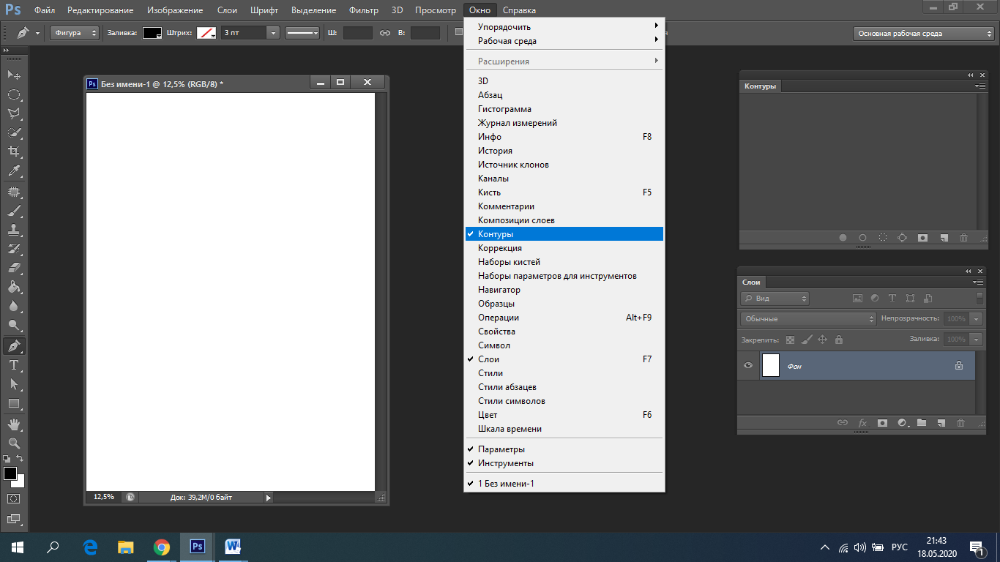 Ps Файл Редактирование Изображение Слои Шрифт Выделение Фильтр 3D Просмотр Окно Справка
Фигура Заливка: Штрих: 3 пт Ш: В: Основная рабочая среда
Ps Без имени-1 @ 12,5% (RGB/8) *
12,5% Док: 39,2M/0 байт
Упорядочить
Рабочая среда
Расширения
3D
Абзац
Гистограмма
Журнал измерений
Инфо F8
История
Источник клонов
Каналы
Кисть F5
Комментарии
Композиции слоев
Контуры
Коррекция
Наборы кистей
Наборы параметров для инструментов
Навигатор
Образцы
Операции Alt+F9
Свойства
Символ
Слои F7
Стили
Стили абзацев
Стили символов
Цвет F6
Шкала времени
Параметры
Инструменты
1 Без имени-1
Контуры
Слои
Вид
Обычные Непрозрачность: 100%
Закрепить: Заливка: 100%
Фон
fx
Ps РУС
21:43
18.05.2020
1